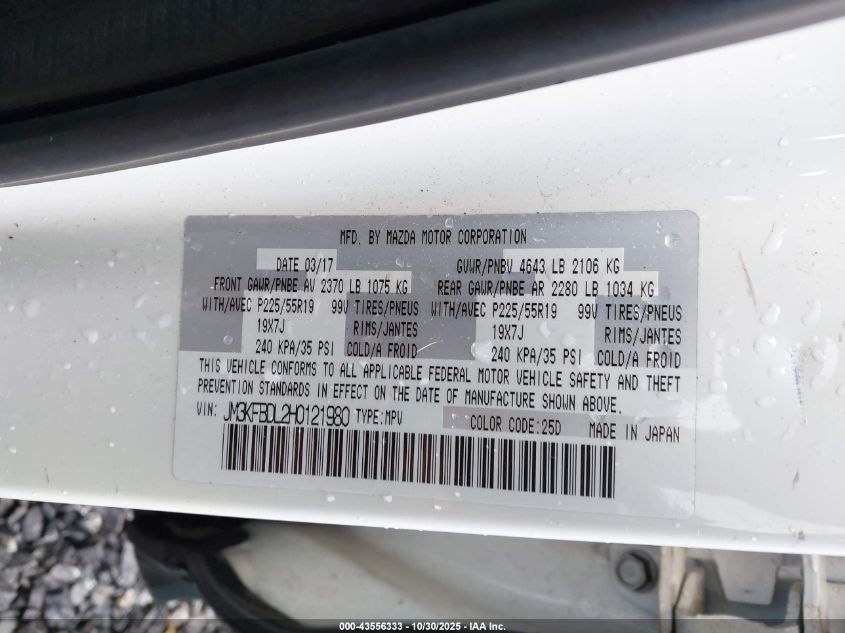 MFD. BY MAZDA MOTOR CORPORATION
DATE 03/17 GVWR/PNBV 4643 LB 2106 KG
FRONT GAWR/PNBE AV 2370 LB 1075 KG REAR GAWR/PNBE AR 2280 LB 1034 KG
WITH/AVEC P225/55R19 99V TIRES/PNEUS WITH/AVEC P225/55R19 99V TIRES/PNEUS
19X7J RIMS/JANTES 19X7J RIMS/JANTES
240 KPA/35 PSI COLD/A FROID 240 KPA/35 PSI COLD/A FROID
THIS VEHICLE CONFORMS TO ALL APPLICABLE FEDERAL MOTOR VEHICLE SAFETY AND THEFT
PREVENTION STANDARDS IN EFFECT ON THE DATE OF MANUFACTURE SHOWN ABOVE.
VIN: JM3KFBDL2H0121980 TYPE:MPV COLOR CODE:25D MADE IN JAPAN
000-43556333 - 10/30/2025 - IAA Inc.